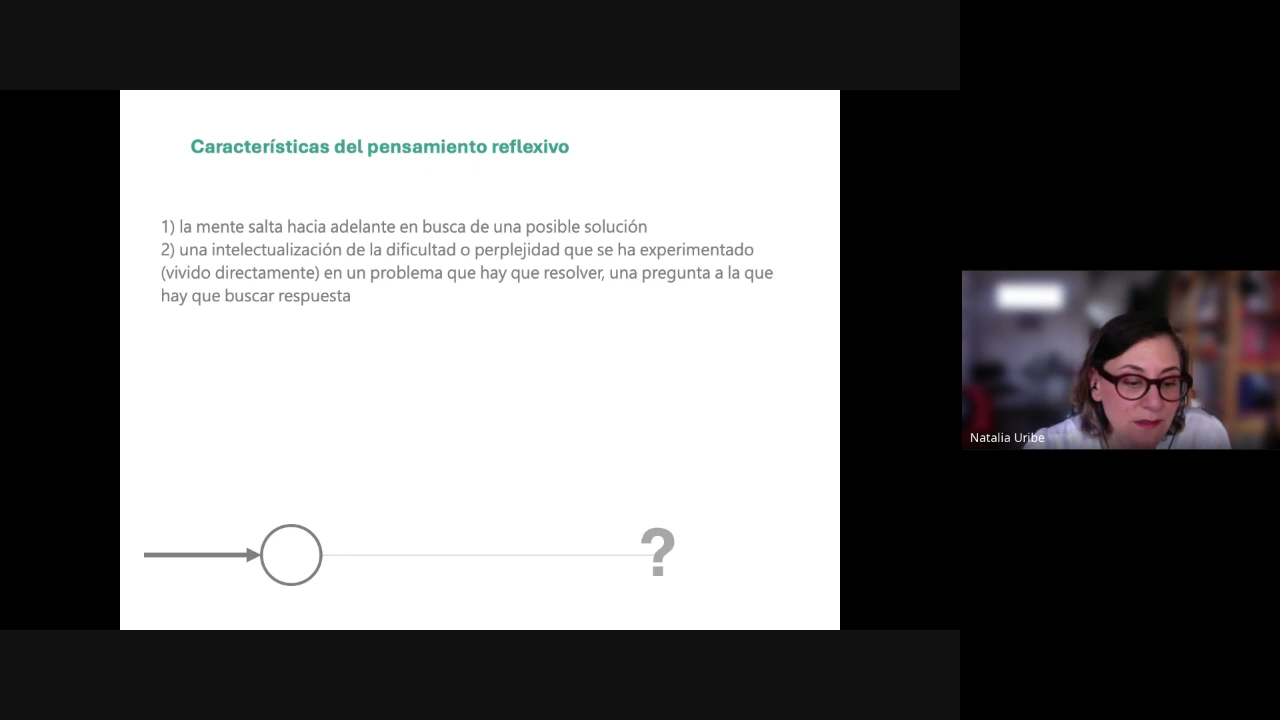 Características del pensamiento reflexivo
1) la mente salta hacia adelante en busca de una posible solución
2) una intelectualización de la dificultad o perplejidad que se ha experimentado
(vivido directamente) en un problema que hay que resolver, una pregunta a la que
hay que buscar respuesta
?
Natalia Uribe